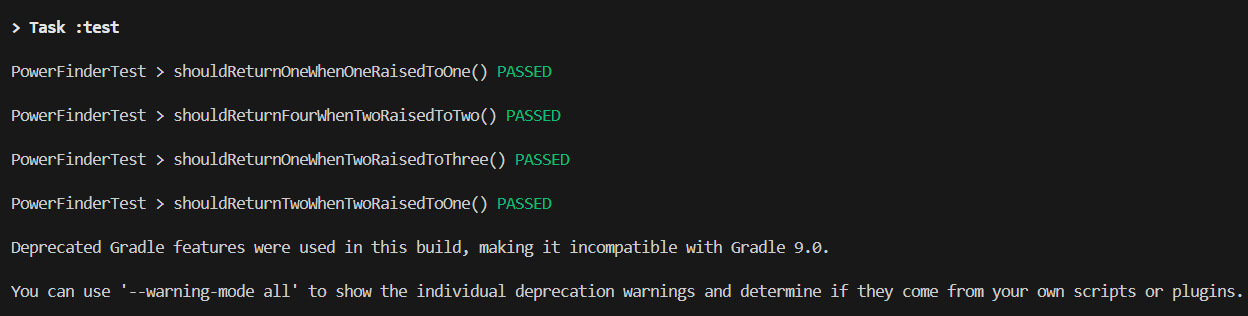 > Task :test
PowerFinderTest > shouldReturnOneWhenOneRaisedToOne() PASSED
PowerFinderTest > shouldReturnFourWhenTwoRaisedToTwo() PASSED
PowerFinderTest > shouldReturnOneWhenTwoRaisedToThree() PASSED
PowerFinderTest > shouldReturnTwoWhenTwoRaisedToOne() PASSED
Deprecated Gradle features were used in this build, making it incompatible with Gradle 9.0.
You can use '--warning-mode all' to show the individual deprecation warnings and determine if they come from your own scripts or plugins.